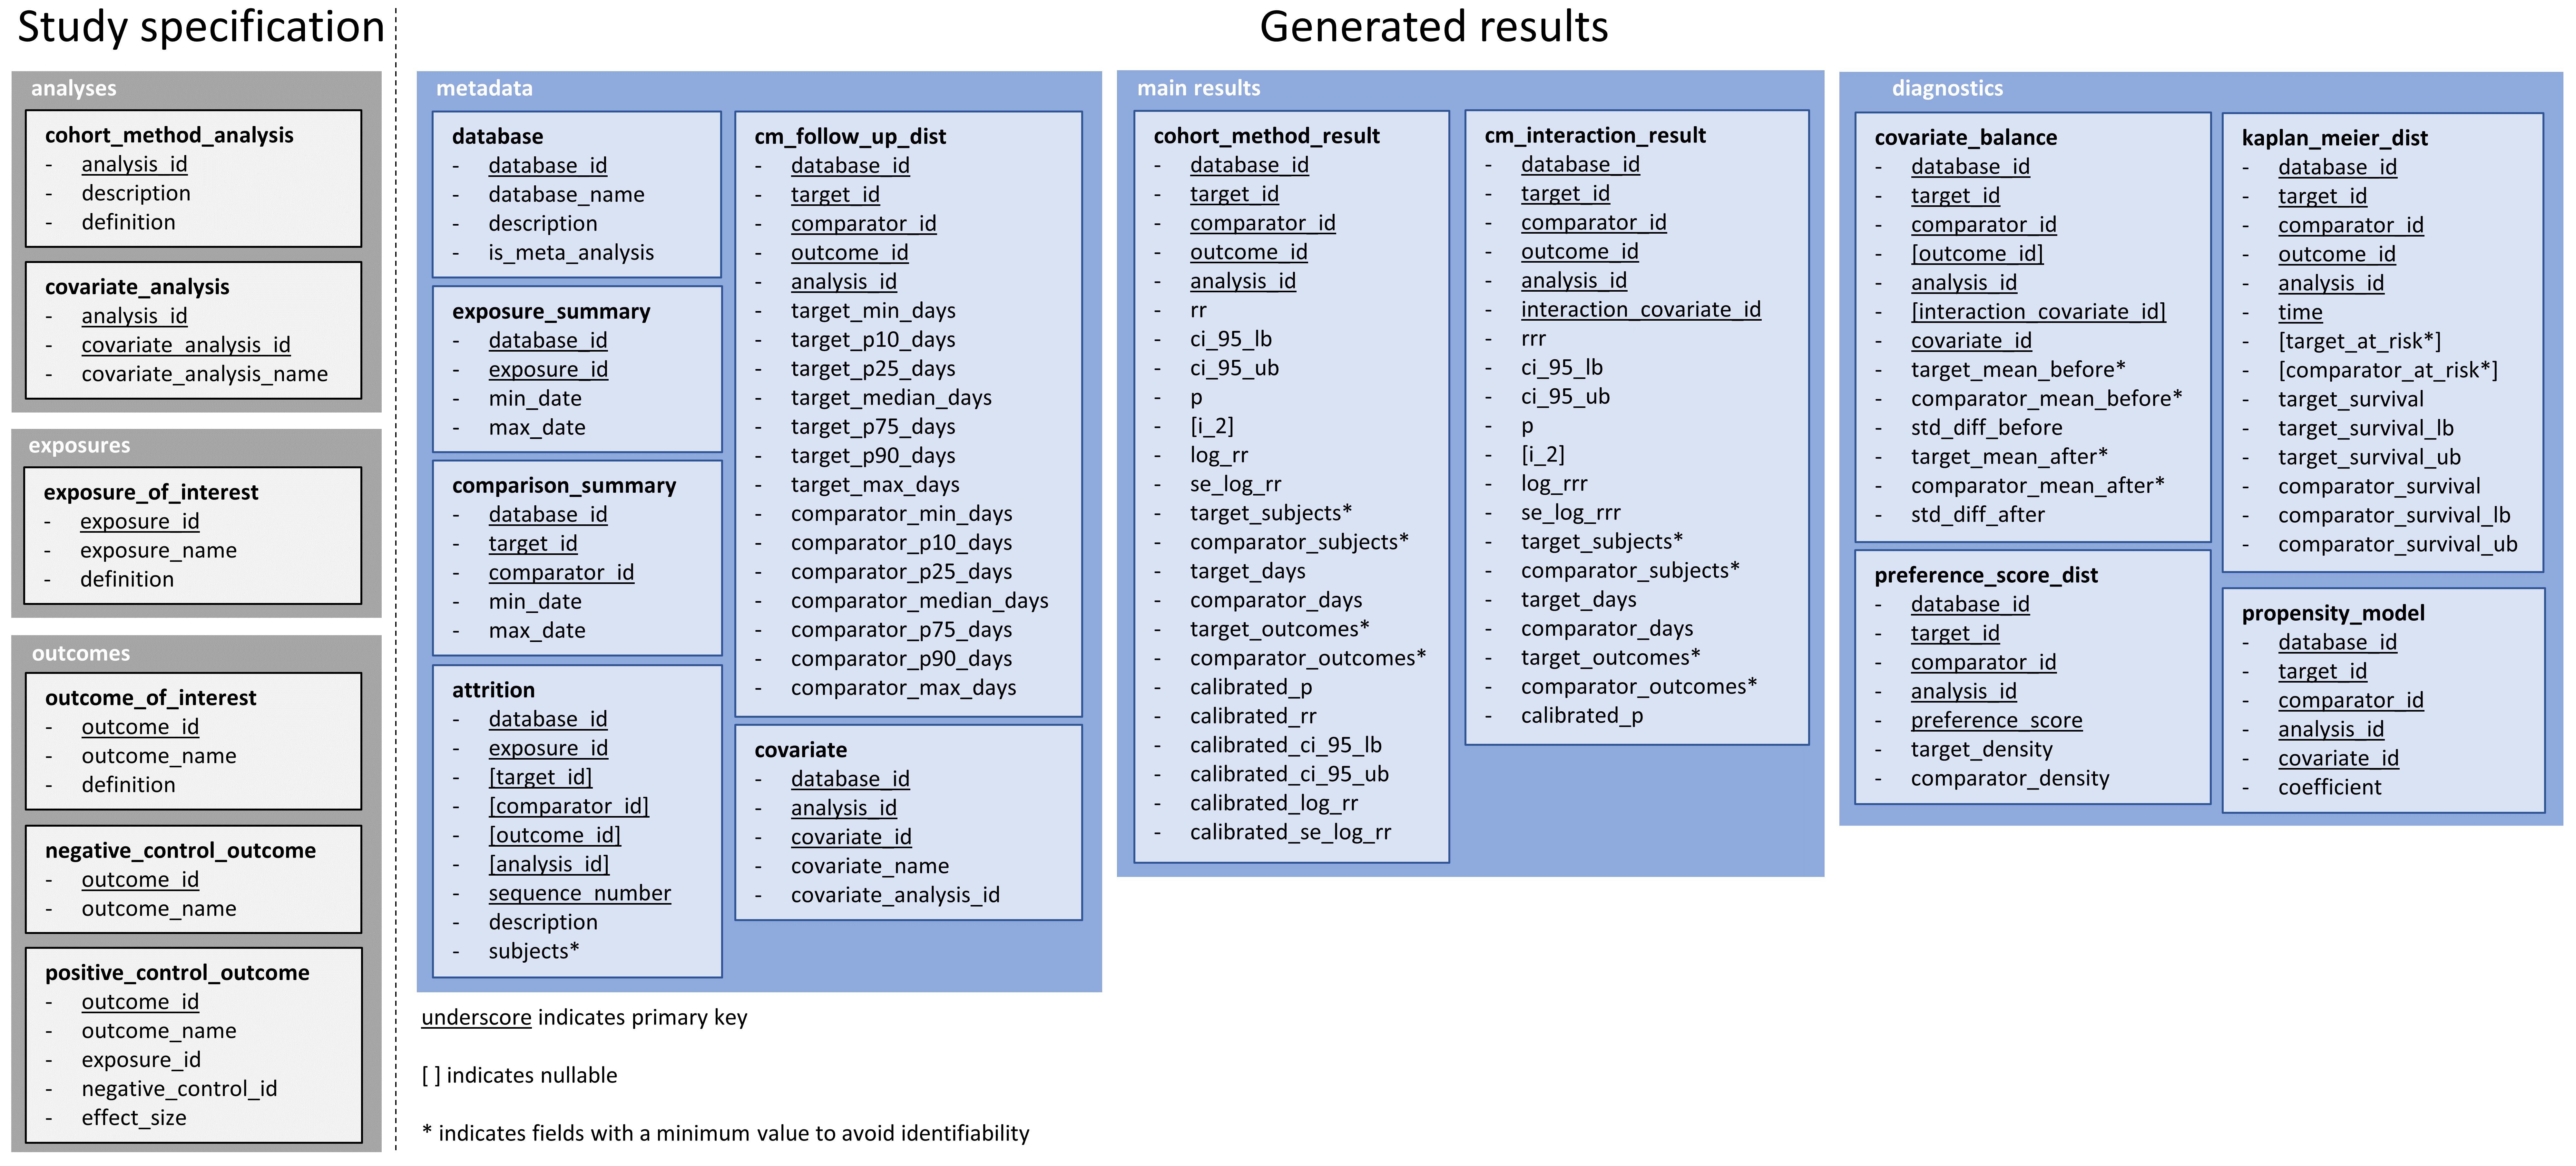 Study specification
analyses
cohort_method_analysis
- analysis_id
- description
- definition
covariate_analysis
- analysis_id
- covariate_analysis_id
- covariate_analysis_name
exposures
exposure_of_interest
- exposure_id
- exposure_name
- definition
outcomes
outcome_of_interest
- outcome_id
- outcome_name
- definition
negative_control_outcome
- outcome_id
- outcome_name
positive_control_outcome
- outcome_id
- outcome_name
- exposure_id
- negative_control_id
- effect_size
Generated results
metadata
database
- database_id
- database_name
- description
- is_meta_analysis
exposure_summary
- database_id
- exposure_id
- min_date
- max_date
comparison_summary
- database_id
- target_id
- comparator_id
- min_date
- max_date
attrition
- database_id
- exposure_id
- [target_id]
- [comparator_id]
- [outcome_id]
- [analysis_id]
- sequence_number
- description
- subjects*
cm_follow_up_dist
- database_id
- target_id
- comparator_id
- outcome_id
- analysis_id
- target_min_days
- target_p10_days
- target_p25_days
- target_median_days
- target_p75_days
- target_p90_days
- target_max_days
- comparator_min_days
- comparator_p10_days
- comparator_p25_days
- comparator_median_days
- comparator_p75_days
- comparator_p90_days
- comparator_max_days
covariate
- database_id
- analysis_id
- covariate_id
- covariate_name
- covariate_analysis_id
main results
cohort_method_result
- database_id
- target_id
- comparator_id
- outcome_id
- analysis_id
- rr
- ci_95_lb
- ci_95_ub
- p
- [i_2]
- log_rr
- se_log_rr
- target_subjects*
- comparator_subjects*
- target_days
- comparator_days
- target_outcomes*
- comparator_outcomes*
- calibrated_p
- calibrated_rr
- calibrated_ci_95_lb
- calibrated_ci_95_ub
- calibrated_log_rr
- calibrated_se_log_rr
cm_interaction_result
- database_id
- target_id
- comparator_id
- outcome_id
- analysis_id
- interaction_covariate_id
- rrr
- ci_95_lb
- ci_95_ub
- p
- [i_2]
- log_rrr
- se_log_rrr
- target_subjects*
- comparator_subjects*
- target_days
- comparator_days
- target_outcomes*
- comparator_outcomes*
- calibrated_p
diagnostics
covariate_balance
- database_id
- target_id
- comparator_id
- [outcome_id]
- analysis_id
- [interaction_covariate_id]
- covariate_id
- target_mean_before*
- comparator_mean_before*
- std_diff_before
- target_mean_after*
- comparator_mean_after*
- std_diff_after
preference_score_dist
- database_id
- target_id
- comparator_id
- analysis_id
- preference_score
- target_density
- comparator_density
kaplan_meier_dist
- database_id
- target_id
- comparator_id
- outcome_id
- analysis_id
- time
- [target_at_risk*]
- [comparator_at_risk*]
- target_survival
- target_survival_lb
- target_survival_ub
- comparator_survival
- comparator_survival_lb
- comparator_survival_ub
propensity_model
- database_id
- target_id
- comparator_id
- analysis_id
- covariate_id
- coefficient
underscore indicates primary key
[ ] indicates nullable
* indicates fields with a minimum value to avoid identifiability